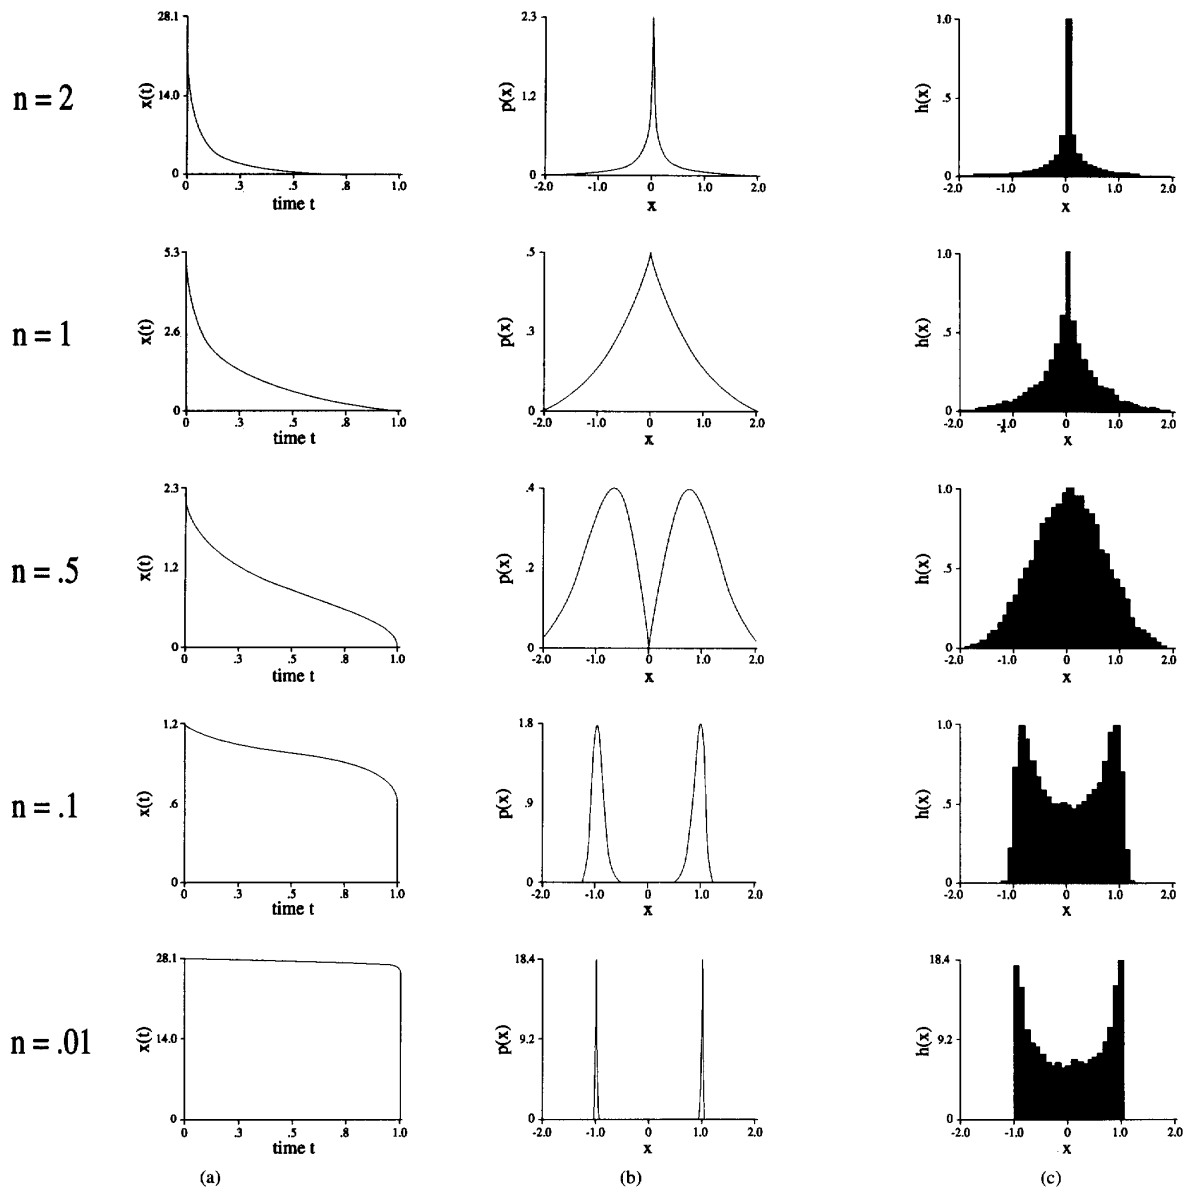 n = 2
28.1
14.0
0
x(t)
0 .3 .5 .8 1.0
time t
2.3
1.2
0
p(x)
-2.0 -1.0 0 1.0 2.0
x
1.0
.5
0
h(x)
-2.0 -1.0 0 1.0 2.0
x
n = 1
5.3
2.6
0
x(t)
0 .3 .5 .8 1.0
time t
.5
.3
0
p(x)
-2.0 -1.0 0 1.0 2.0
x
1.0
.5
0
h(x)
-2.0 -1.0 0 1.0 2.0
x
n = .5
2.3
1.2
0
x(t)
0 .3 .5 .8 1.0
time t
.4
.2
0
p(x)
-2.0 -1.0 0 1.0 2.0
x
1.0
.5
0
h(x)
-2.0 -1.0 0 1.0 2.0
x
n = .1
1.2
.6
0
x(t)
0 .3 .5 .8 1.0
time t
1.8
.9
0
p(x)
-2.0 -1.0 0 1.0 2.0
x
1.0
.5
0
h(x)
-2.0 -1.0 0 1.0 2.0
x
n = .01
28.1
14.0
0
x(t)
0 .3 .5 .8 1.0
time t
18.4
9.2
0
p(x)
-2.0 -1.0 0 1.0 2.0
x
18.4
9.2
0
h(x)
-2.0 -1.0 0 1.0 2.0
x
(a) (b) (c)